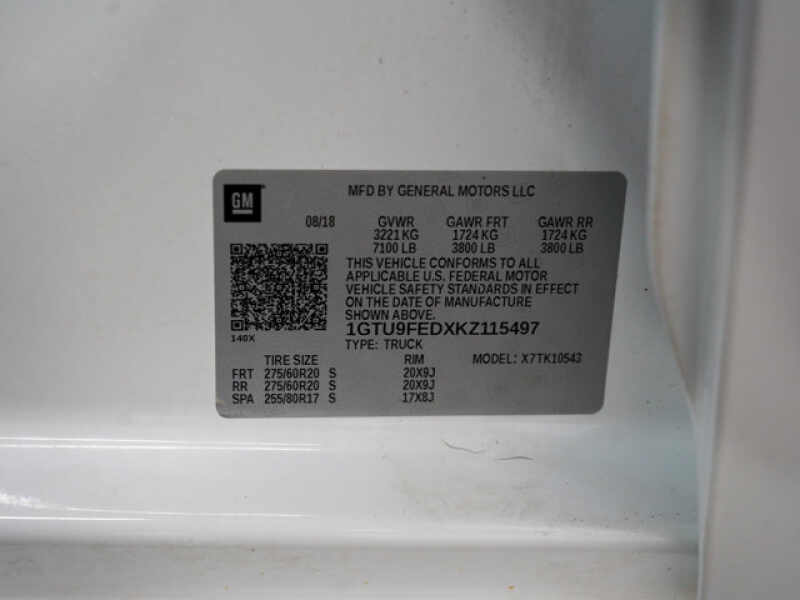 GM
MFD BY GENERAL MOTORS LLC
08/18 GVWR GAWR FRT GAWR RR
3221 KG 1724 KG 1724 KG
7100 LB 3800 LB 3800 LB
THIS VEHICLE CONFORMS TO ALL
APPLICABLE U.S. FEDERAL MOTOR
VEHICLE SAFETY STANDARDS IN EFFECT
ON THE DATE OF MANUFACTURE
SHOWN ABOVE.
140X
1GTU9FEDXKZ115497
TYPE: TRUCK
TIRE SIZE RIM MODEL: X7TK10543
FRT 275/60R20 S 20X9J
RR 275/60R20 S 20X9J
SPA 255/80R17 S 17X8J